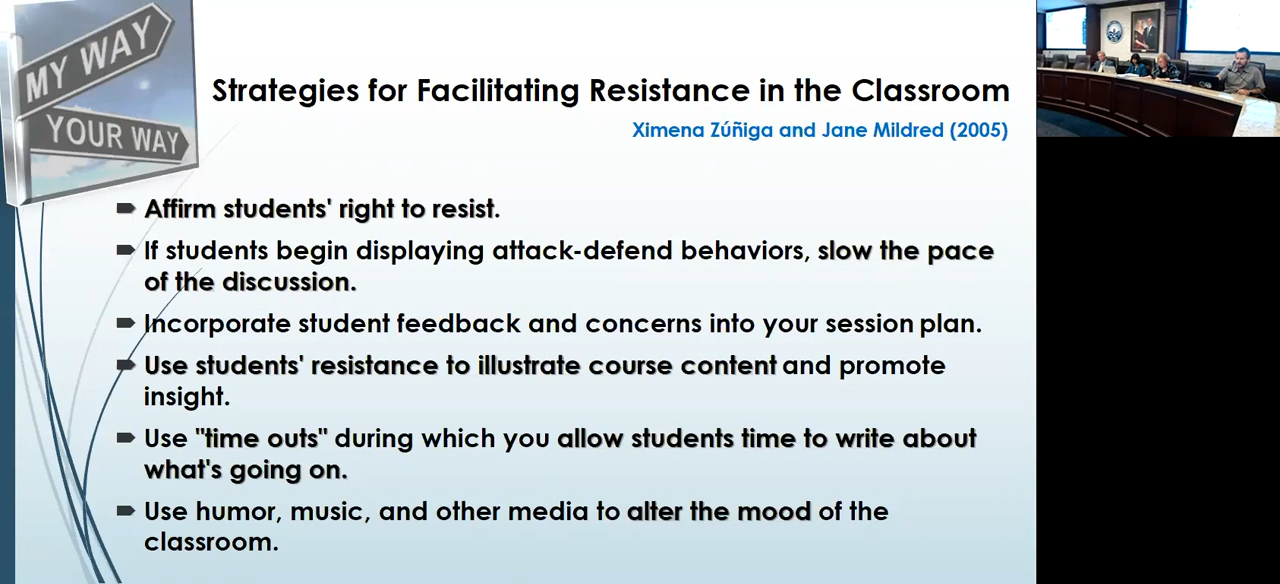 MY WAY
YOUR WAY
Strategies for Facilitating Resistance in the Classroom
Ximena Zúñiga and Jane Mildred (2005)
Affirm students' right to resist.
If students begin displaying attack-defend behaviors, slow the pace
of the discussion.
Incorporate student feedback and concerns into your session plan.
Use students' resistance to illustrate course content and promote
insight.
Use "time outs" during which you allow students time to write about
what's going on.
Use humor, music, and other media to alter the mood of the
classroom.